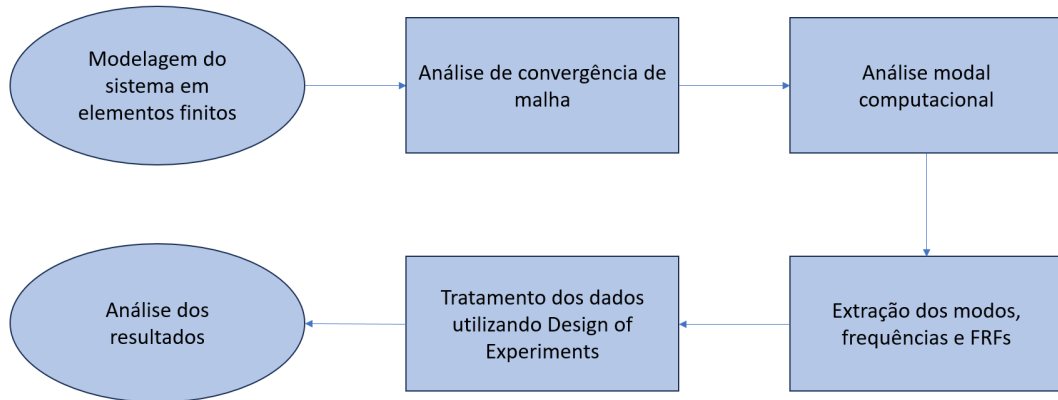 Modelagem do
sistema em
elementos finitos
Análise de convergência de
malha
Análise modal
computacional
Extração dos modos,
frequências e FRFs
Tratamento dos dados
utilizando Design of
Experiments
Análise dos
resultados